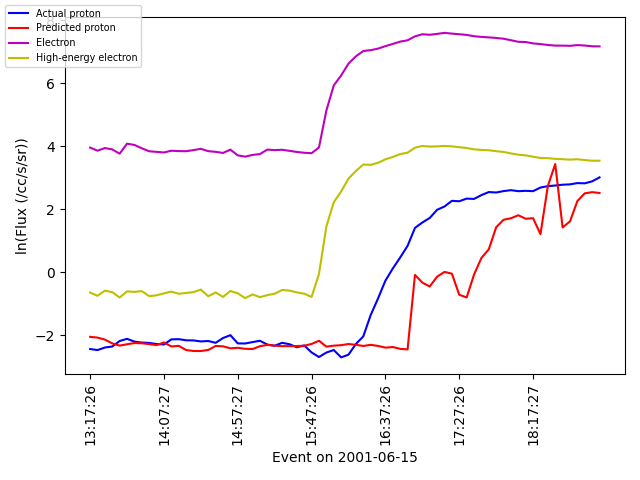 Actual proton
Predicted proton
Electron
High-energy electron
8
6
4
2
0
−2
ln(Flux (/cc/s/sr))
13:17:26
14:07:27
14:57:27
15:47:26
16:37:26
17:27:26
18:17:27
Event on 2001-06-15